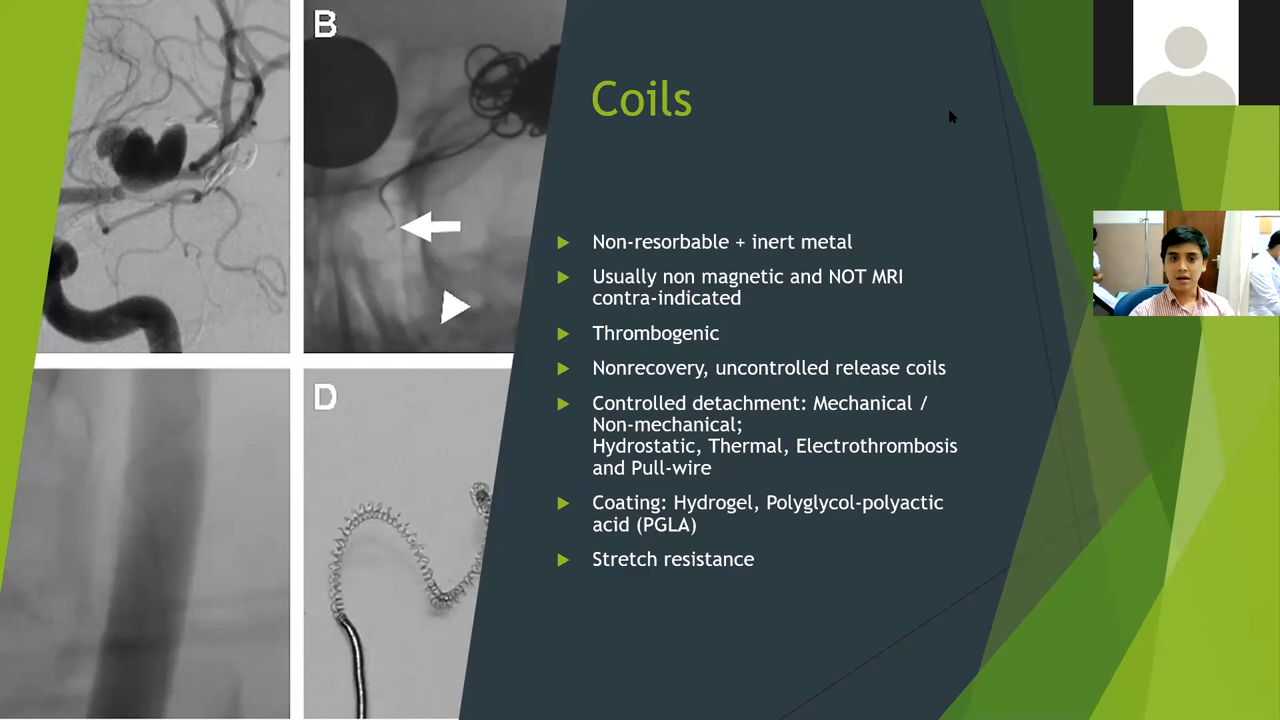 B
D
Coils
Non-resorbable + inert metal
Usually non magnetic and NOT MRI
contra-indicated
Thrombogenic
Nonrecovery, uncontrolled release coils
Controlled detachment: Mechanical /
Non-mechanical;
Hydrostatic, Thermal, Electrothrombosis
and Pull-wire
Coating: Hydrogel, Polyglycol-polyactic
acid (PGLA)
Stretch resistance